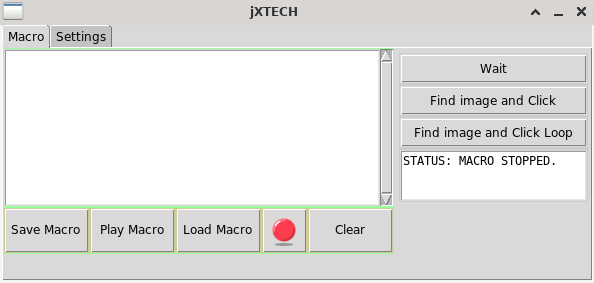 jXTECH
Macro Settings
Wait
Find image and Click
Find image and Click Loop
STATUS: MACRO STOPPED.
Save Macro Play Macro Load Macro Clear